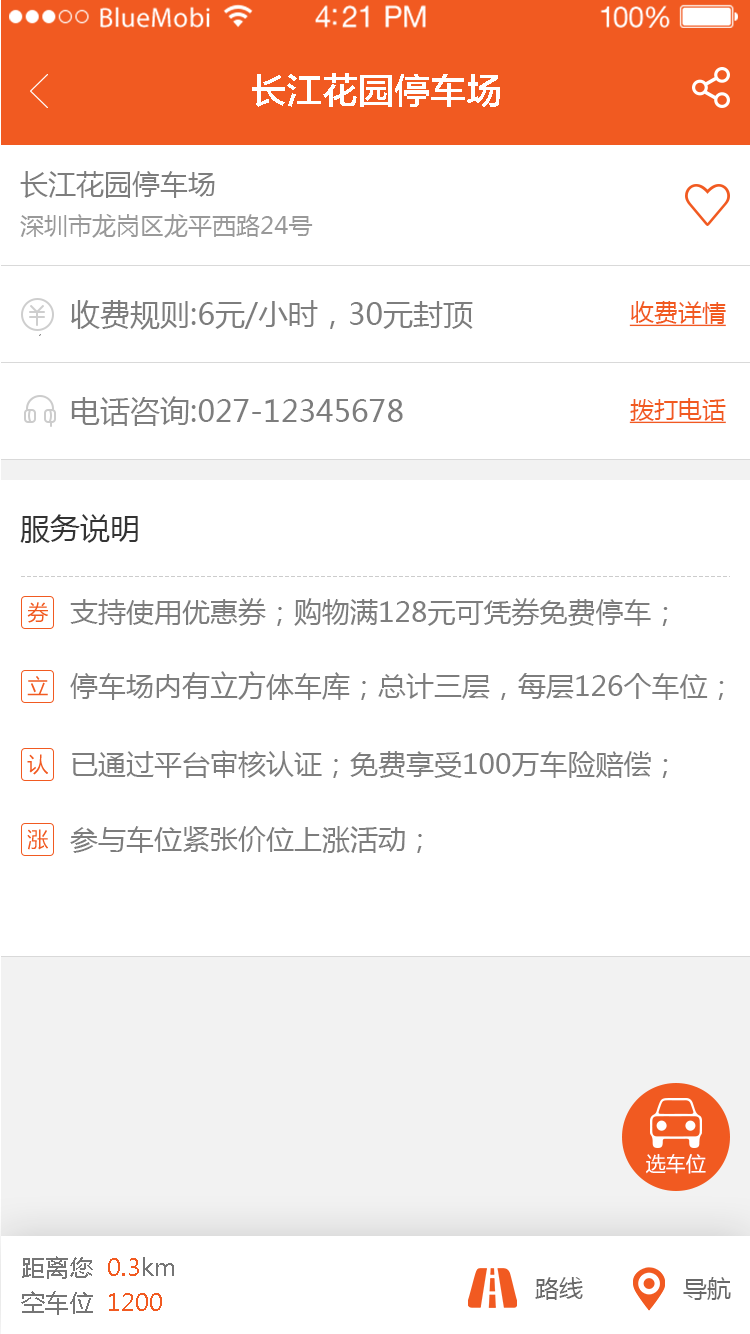 BlueMobi 4:21 PM 100%
长江花园停车场
长江花园停车场
深圳市龙岗区龙平西路24号
收费规则:6元/小时，30元封顶 收费详情
电话咨询:027-12345678 拨打电话
服务说明
券 支持使用优惠券；购物满128元可凭券免费停车；
立 停车场内有立方体车库；总计三层，每层126个车位；
认 已通过平台审核认证；免费享受100万车险赔偿；
涨 参与车位紧张价位上涨活动；
选车位
距离您 0.3km
空车位 1200
路线 导航